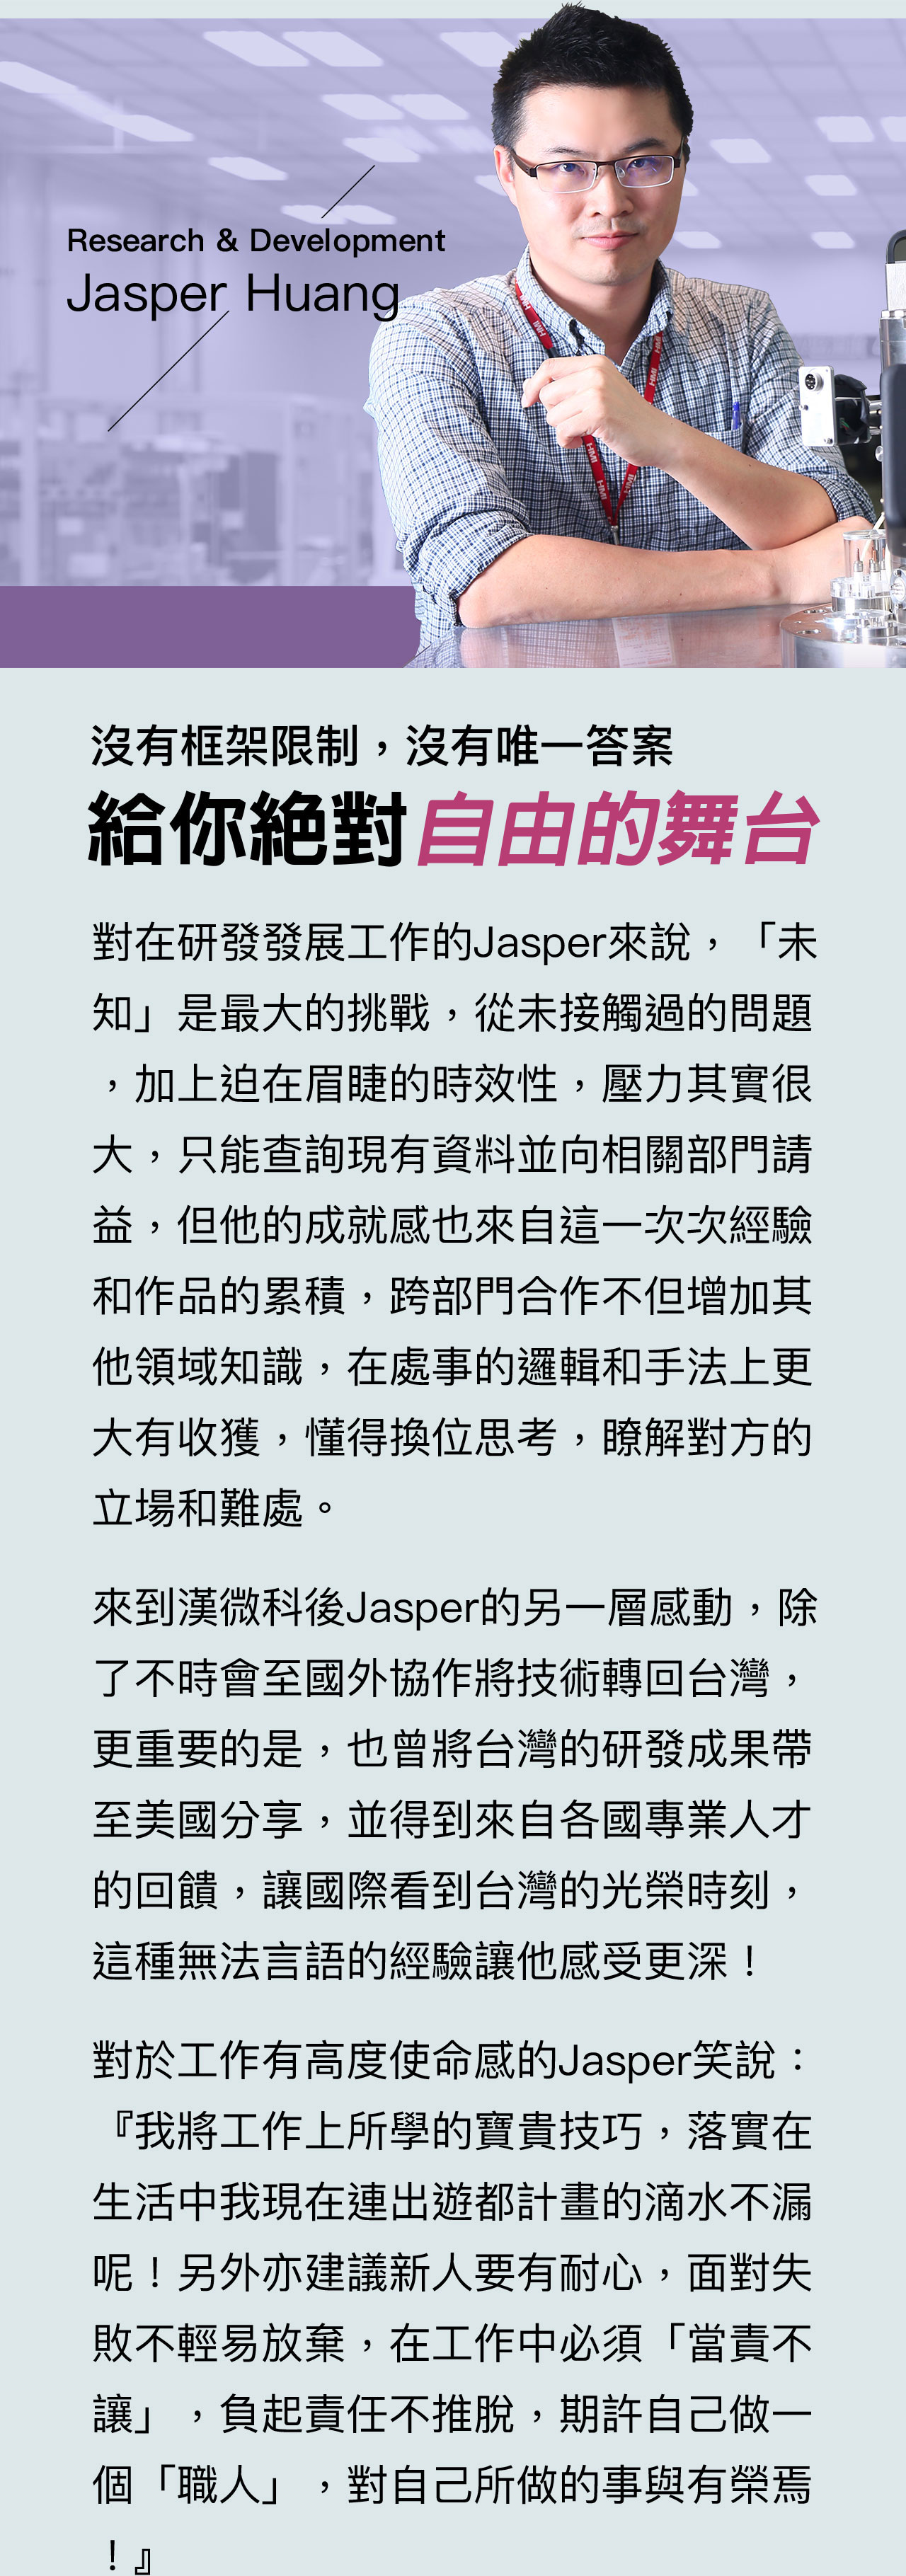 Research & Development
Jasper Huang
HMI
HMI
HMI
HMI
HMI
沒有框架限制，沒有唯一答案
給你絕對自由的舞台
對在研發發展工作的Jasper來說，「未
知」是最大的挑戰，從未接觸過的問題
，加上迫在眉睫的時效性，壓力其實很
大，只能查詢現有資料並向相關部門請
益，但他的成就感也來自這一次次經驗
和作品的累積，跨部門合作不但增加其
他領域知識，在處事的邏輯和手法上更
大有收獲，懂得換位思考，瞭解對方的
立場和難處。
來到漢微科後Jasper的另一層感動，除
了不時會至國外協作將技術轉回台灣，
更重要的是，也曾將台灣的研發成果帶
至美國分享，並得到來自各國專業人才
的回饋，讓國際看到台灣的光榮時刻，
這種無法言語的經驗讓他感受更深！
對於工作有高度使命感的Jasper笑說：
『我將工作上所學的寶貴技巧，落實在
生活中我現在連出遊都計畫的滴水不漏
呢！另外亦建議新人要有耐心，面對失
敗不輕易放棄，在工作中必須「當責不
讓」，負起責任不推脫，期許自己做一
個「職人」，對自己所做的事與有榮焉
！』